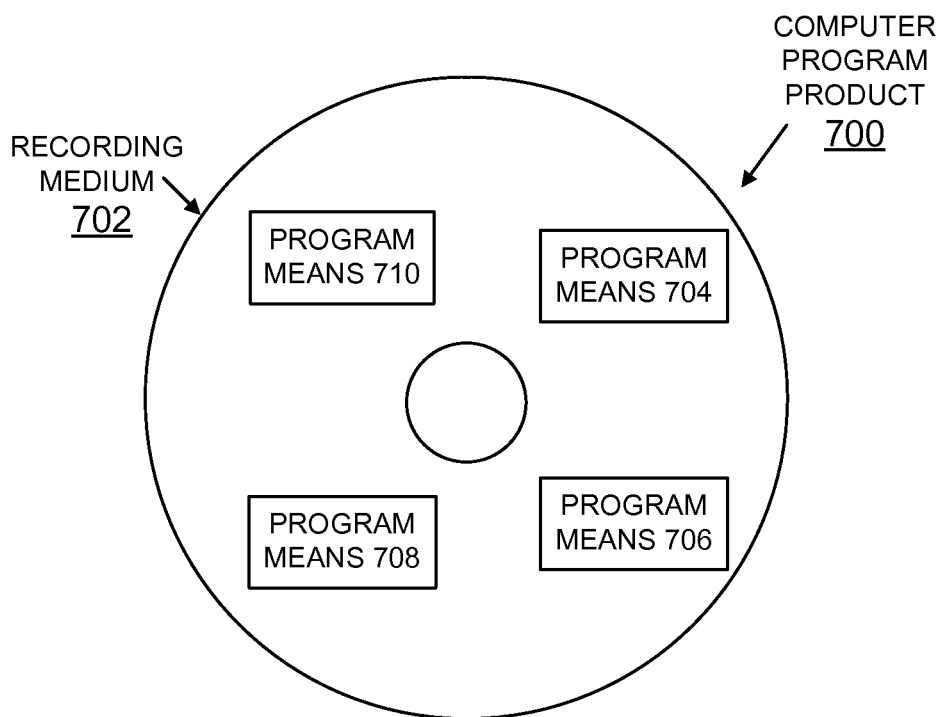 COMPUTER
PROGRAM
PRODUCT
700
RECORDING
MEDIUM
702
PROGRAM
MEANS 710
PROGRAM
MEANS 704
PROGRAM
MEANS 708
PROGRAM
MEANS 706